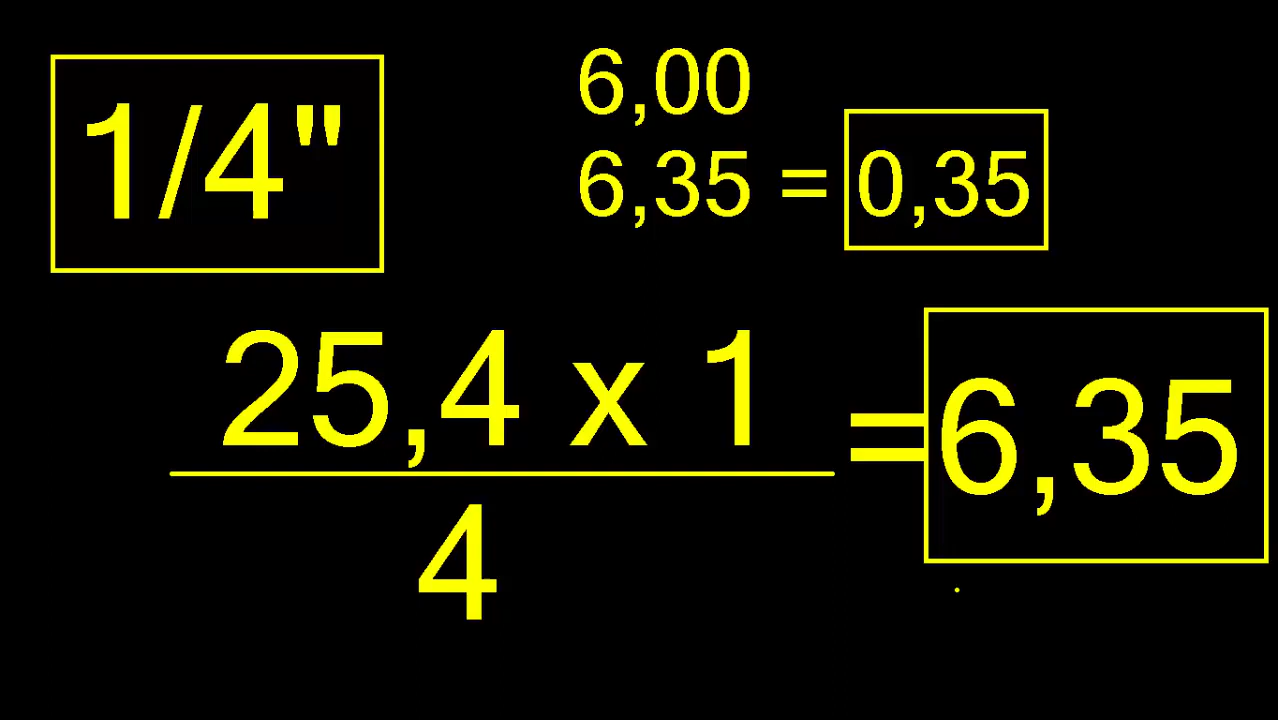 1/4"
6,00
6,35 = 0,35
25,4 x 1
=6,35
4